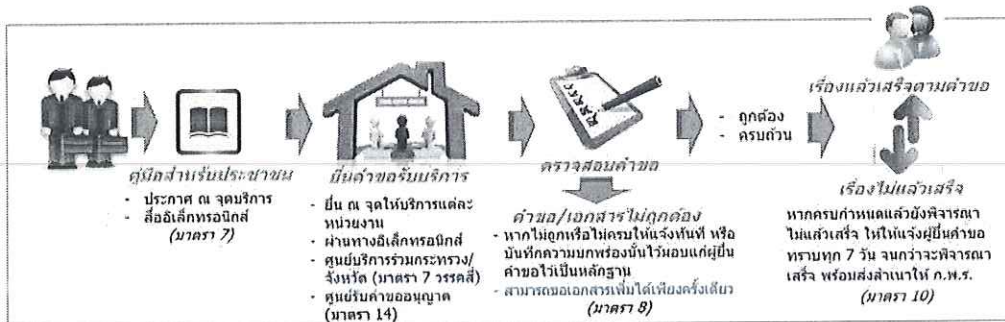 คู่มือสำหรับประชาชน
- ประกาศ ณ จุดบริการ
- สื่ออิเล็กทรอนิกส์
(มาตรา 7)
ยื่นคำขอรับบริการ
- ยื่น ณ จุดให้บริการแต่ละ
หน่วยงาน
- ผ่านทางอิเล็กทรอนิกส์
- ศูนย์บริการร่วมกระทรวง/
จังหวัด (มาตรา 7 วรรคสี่)
- ศูนย์รับคำขออนุญาต
(มาตรา 14)
ตรวจสอบคำขอ
คำขอ/เอกสารไม่ถูกต้อง
- หากไม่ถูกหรือไม่ครบให้แจ้งทันที หรือ
บันทึกความบกพร่องนั้นไว้มอบแก่ผู้ยื่น
คำขอไว้เป็นหลักฐาน
- สามารถขอเอกสารเพิ่มได้เพียงครั้งเดียว
(มาตรา 8)
- ถูกต้อง
- ครบถ้วน
เรื่องแล้วเสร็จตามคำขอ
เรื่องไม่แล้วเสร็จ
หากครบกำหนดแล้วยังพิจารณา
ไม่แล้วเสร็จ ให้ให้แจ้งผู้ยื่นคำขอ
ทราบทุก 7 วัน จนกว่าจะพิจารณา
เสร็จ พร้อมส่งสำเนาให้ ก.พ.ร.
(มาตรา 10)